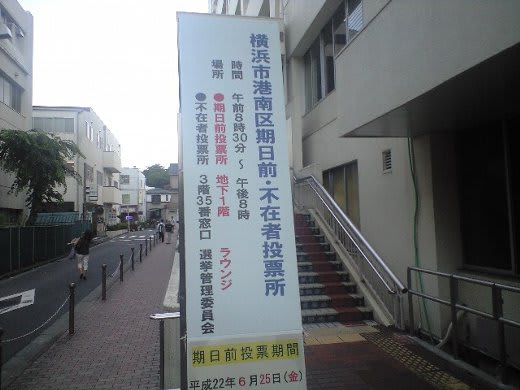 横浜市港南区期日前・不在者投票所
時間 午前8時30分～午後8時
場所 ●期日前投票所 地下1階 ラウンジ
●不在者投票所 3階35番窓口 選挙管理委員会
期日前投票期間
平成22年6月25日(金)